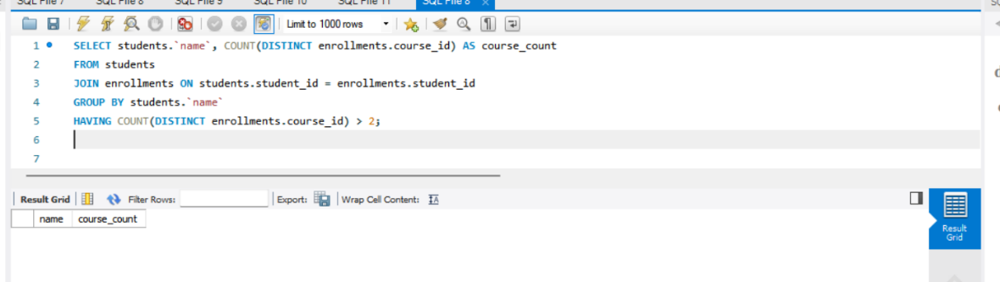 SQL File 7 SQL File 8 SQL File 9 SQL File 10 SQL File 11 SQL File 8 ×
Limit to 1000 rows
1 SELECT students.`name`, COUNT(DISTINCT enrollments.course_id) AS course_count
2 FROM students
3 JOIN enrollments ON students.student_id = enrollments.student_id
4 GROUP BY students.`name`
5 HAVING COUNT(DISTINCT enrollments.course_id) > 2;
6
7
Result Grid Filter Rows: Export: Wrap Cell Content:
name course_count
Result
Grid